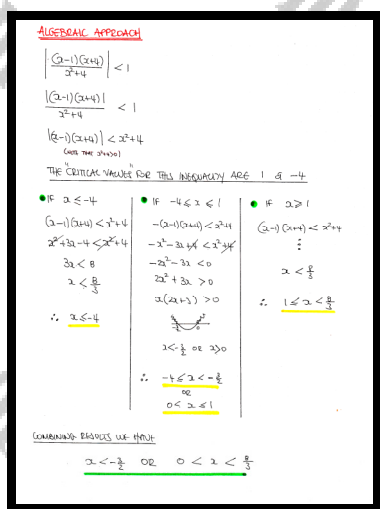 ALGEBRAIC APPROACH
|(x-1)(x+4) / x²+4| < 1
|(x-1)(x+4)| / x²+4 < 1
|(x-1)(x+4)| < x²+4
(NOTE THAT x²+4>0)
THE "CRITICAL VALUES" FOR THIS INEQUALITY ARE 1 & -4
• IF x ≤ -4
(x-1)(x+4) < x²+4
x²+3x-4 < x²+4
3x < 8
x < 8/3
∴ x ≤ -4
• IF -4 ≤ x ≤ 1
-(x-1)(x+4) < x²+4
-x²-3x+4 < x²+4
-2x²-3x < 0
2x²+3x > 0
x(2x+3) > 0
x < -3/2 OR x > 0
∴ -4 ≤ x < -3/2
OR
0 < x ≤ 1
• IF x ≥ 1
(x-1)(x+4) < x²+4
⋮
x < 8/3
∴ 1 ≤ x < 8/3
COMBINING RESULTS WE HAVE
x < -3/2 OR 0 < x < 8/3